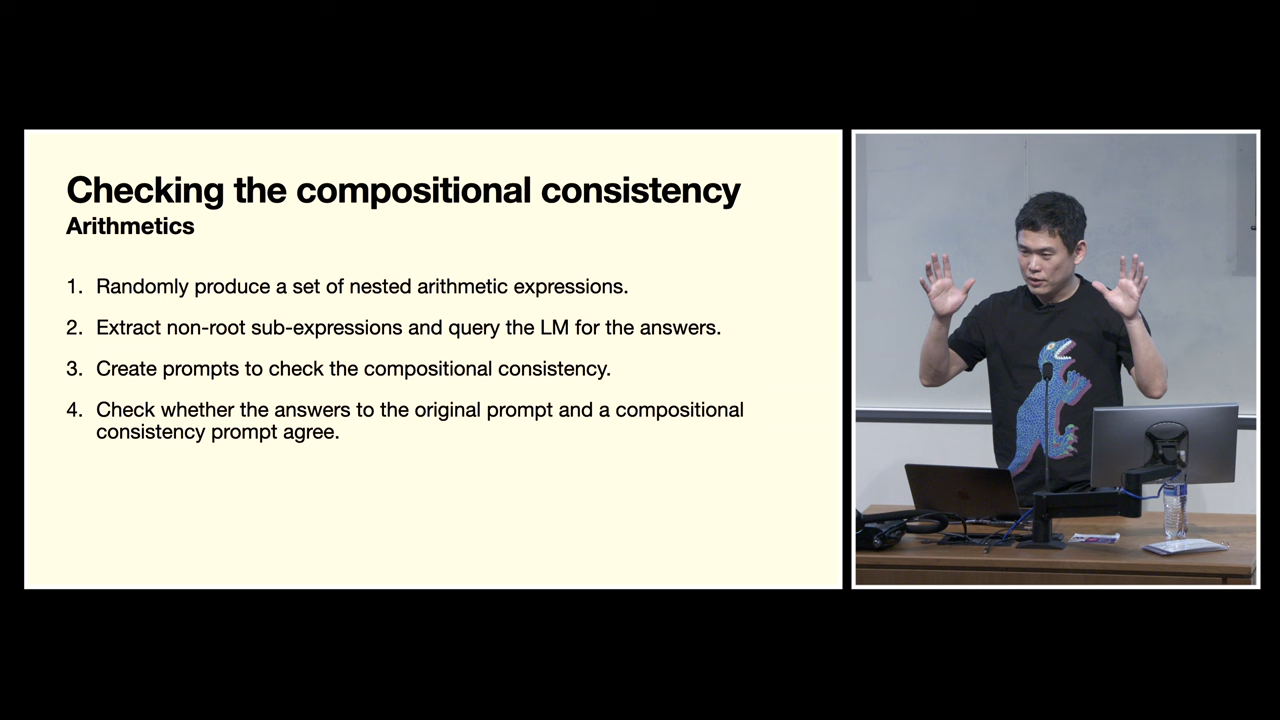 Checking the compositional consistency
Arithmetics
1. Randomly produce a set of nested arithmetic expressions.
2. Extract non-root sub-expressions and query the LM for the answers.
3. Create prompts to check the compositional consistency.
4. Check whether the answers to the original prompt and a compositional
consistency prompt agree.